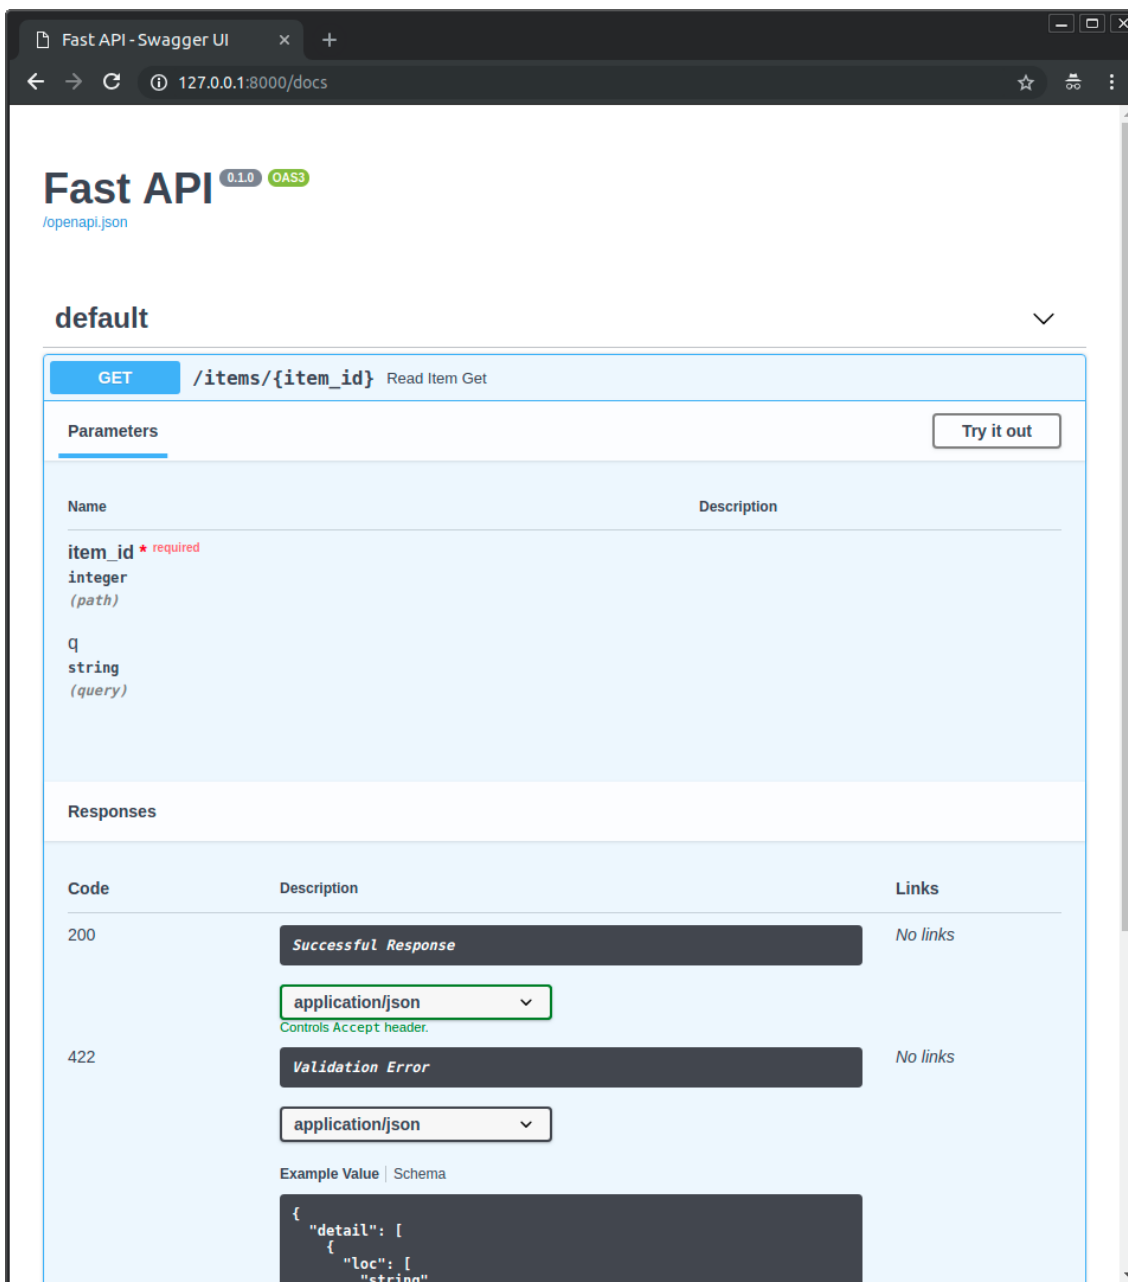 Fast API - Swagger UI
127.0.0.1:8000/docs
Fast API 0.1.0 OAS3
/openapi.json
default
GET /items/{item_id} Read Item Get
Parameters Try it out
Name Description
item_id * required
integer
(path)
q
string
(query)
Responses
Code Description Links
200 Successful Response No links
application/json
Controls Accept header.
422 Validation Error No links
application/json
Example Value Schema
{
"detail": [
{
"loc": [
"string"